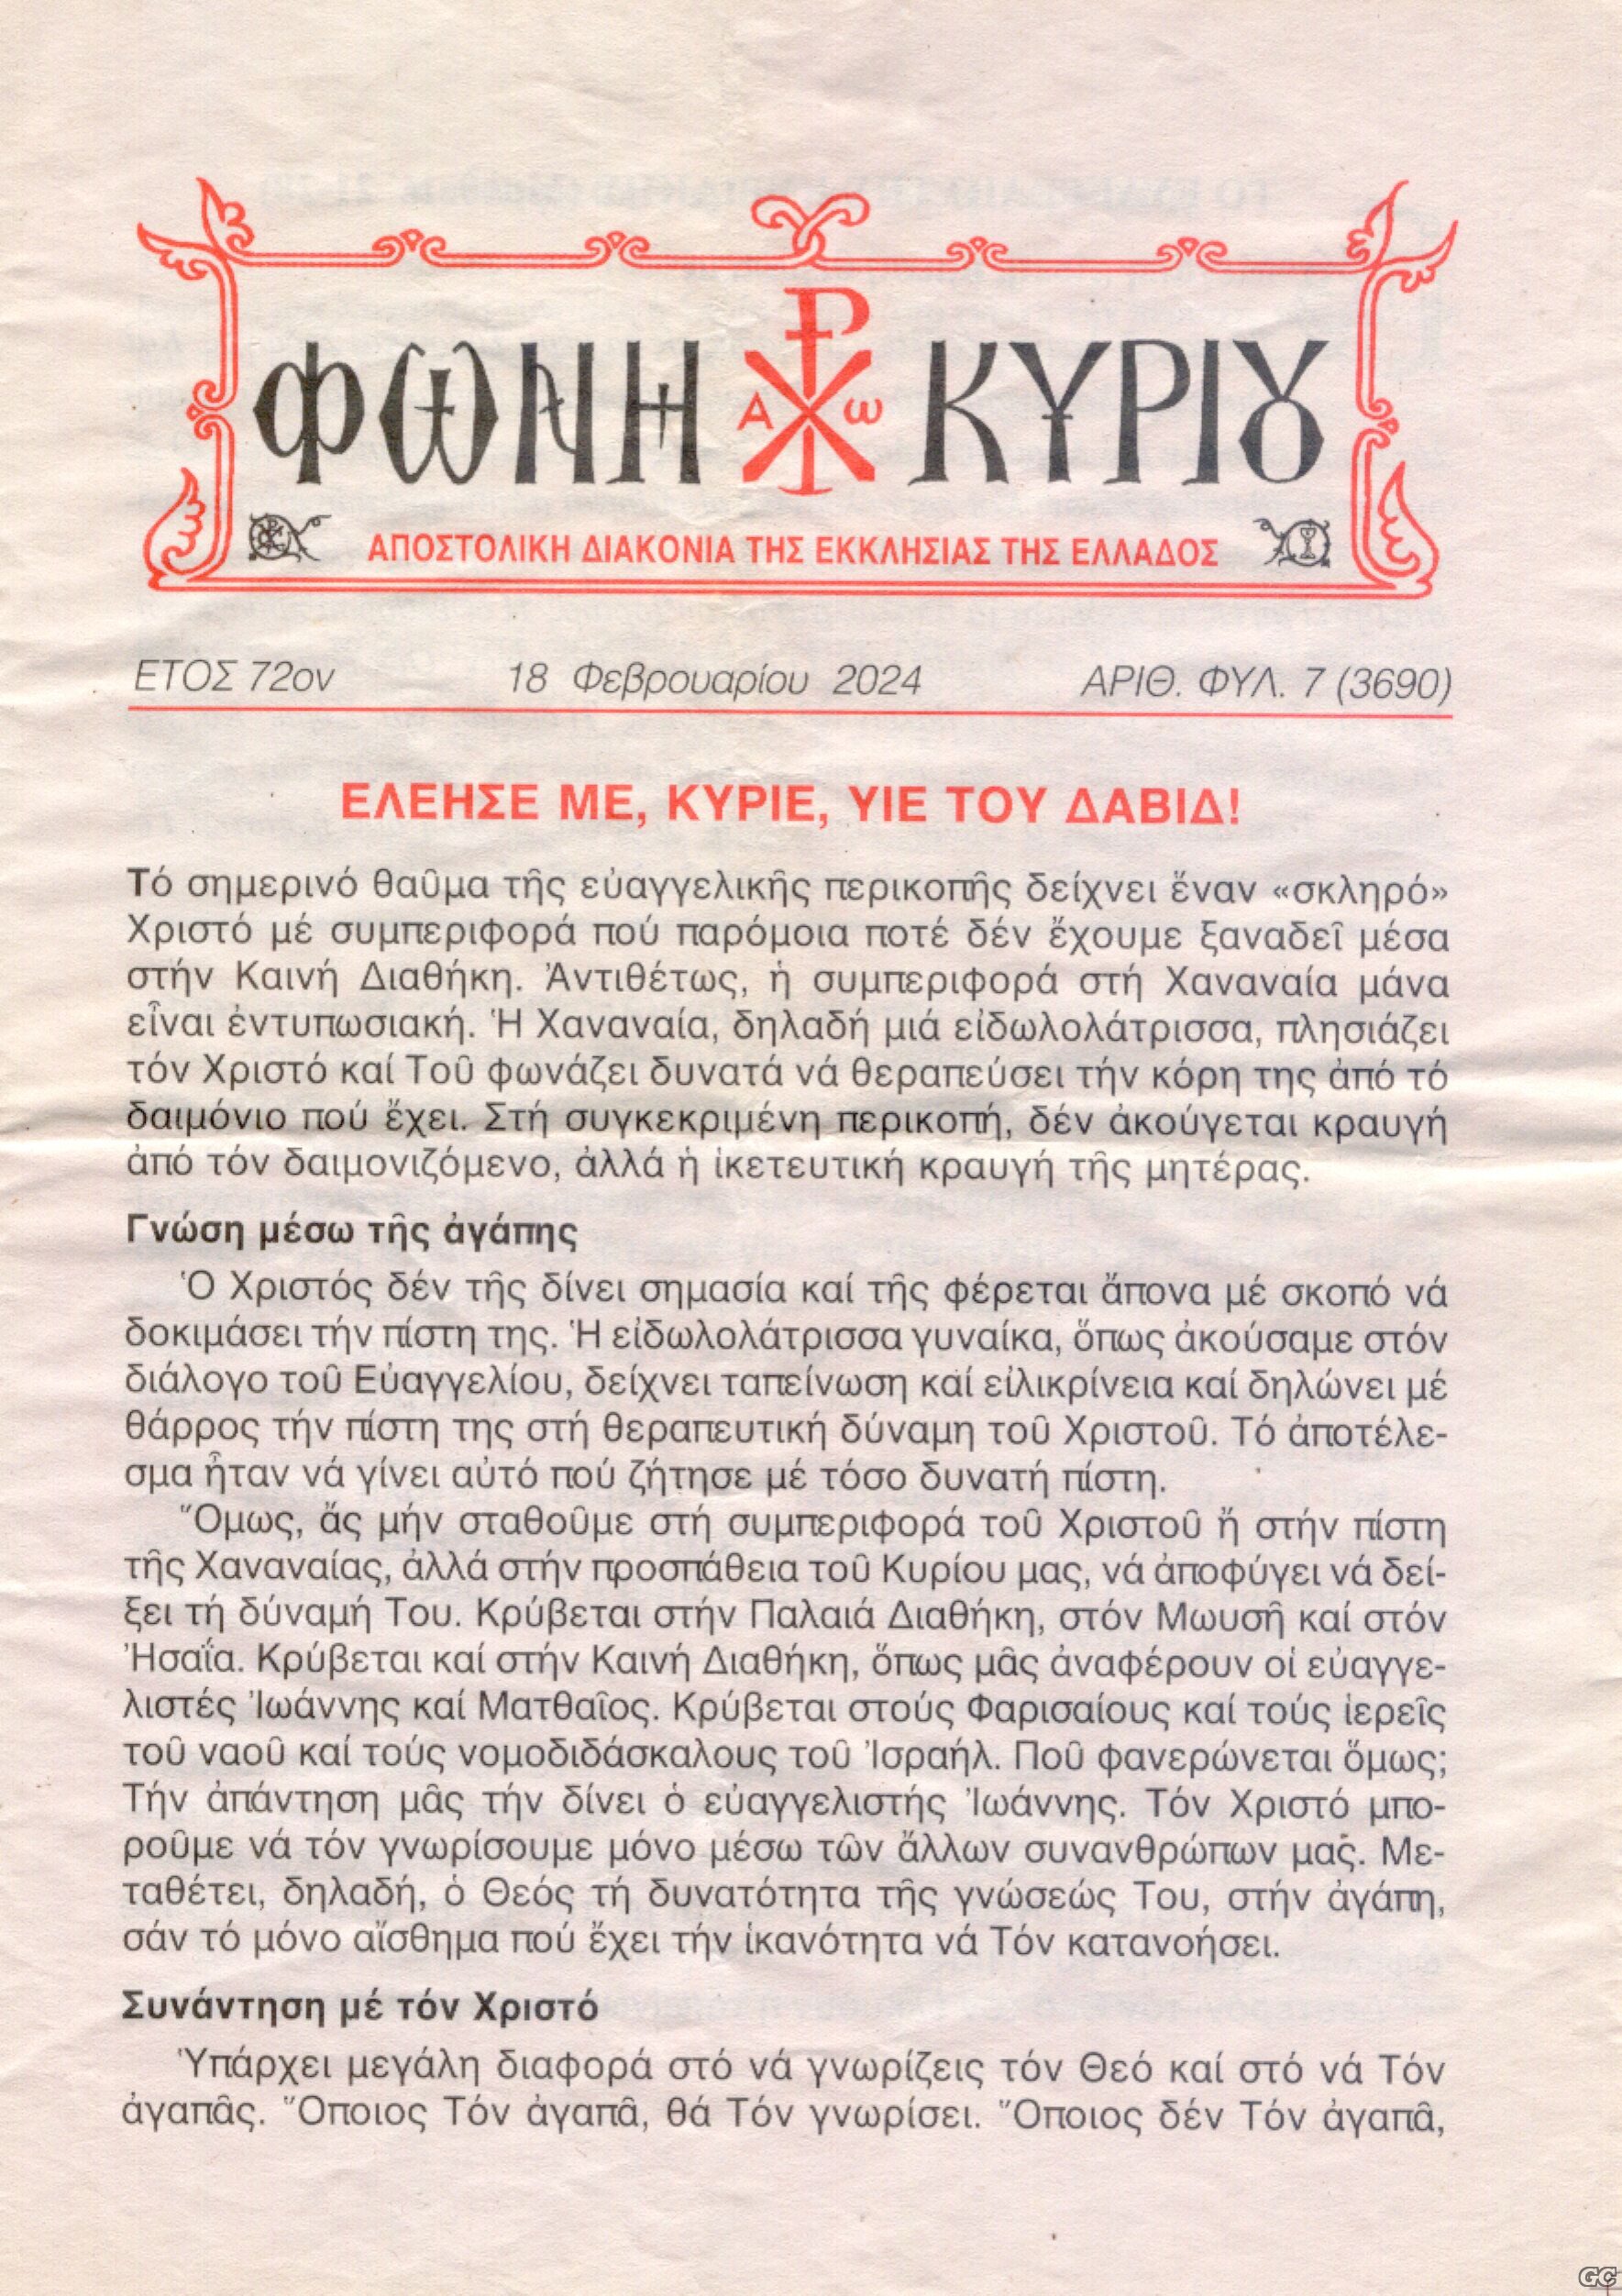 ΦΩΝΗ ΚΥΡΙΟΥ
Α ω
ΑΠΟΣΤΟΛΙΚΗ ΔΙΑΚΟΝΙΑ ΤΗΣ ΕΚΚΛΗΣΙΑΣ ΤΗΣ ΕΛΛΑΔΟΣ
ΕΤΟΣ 72ον 18 Φεβρουαρίου 2024 ΑΡΙΘ. ΦΥΛ. 7 (3690)
ΕΛΕΗΣΕ ΜΕ, ΚΥΡΙΕ, ΥΙΕ ΤΟΥ ΔΑΒΙΔ!
Τό σημερινό θαῦμα τῆς εὐαγγελικῆς περικοπῆς δείχνει ἕναν «σκληρό»
Χριστό μέ συμπεριφορά πού παρόμοια ποτέ δέν ἔχουμε ξαναδεῖ μέσα
στήν Καινή Διαθήκη. Ἀντιθέτως, ἡ συμπεριφορά στή Χαναναία μάνα
εἶναι ἐντυπωσιακή. Ἡ Χαναναία, δηλαδή μιά εἰδωλολάτρισσα, πλησιάζει
τόν Χριστό καί Τοῦ φωνάζει δυνατά νά θεραπεύσει τήν κόρη της ἀπό τό
δαιμόνιο πού ἔχει. Στή συγκεκριμένη περικοπή, δέν ἀκούγεται κραυγή
ἀπό τόν δαιμονιζόμενο, ἀλλά ἡ ἱκετευτική κραυγή τῆς μητέρας.
Γνώση μέσω τῆς ἀγάπης
Ὁ Χριστός δέν τῆς δίνει σημασία καί τῆς φέρεται ἄπονα μέ σκοπό νά
δοκιμάσει τήν πίστη της. Ἡ εἰδωλολάτρισσα γυναίκα, ὅπως ἀκούσαμε στόν
διάλογο τοῦ Εὐαγγελίου, δείχνει ταπείνωση καί εἰλικρίνεια καί δηλώνει μέ
θάρρος τήν πίστη της στή θεραπευτική δύναμη τοῦ Χριστοῦ. Τό ἀποτέλε-
σμα ἦταν νά γίνει αὐτό πού ζήτησε μέ τόσο δυνατή πίστη.
Ὅμως, ἄς μήν σταθοῦμε στή συμπεριφορά τοῦ Χριστοῦ ἤ στήν πίστη
τῆς Χαναναίας, ἀλλά στήν προσπάθεια τοῦ Κυρίου μας, νά ἀποφύγει νά δεί-
ξει τή δύναμή Του. Κρύβεται στήν Παλαιά Διαθήκη, στόν Μωυσῆ καί στόν
Ἠσαΐα. Κρύβεται καί στήν Καινή Διαθήκη, ὅπως μᾶς ἀναφέρουν οἱ εὐαγγε-
λιστές Ἰωάννης καί Ματθαῖος. Κρύβεται στούς Φαρισαίους καί τούς ἱερεῖς
τοῦ ναοῦ καί τούς νομοδιδάσκαλους τοῦ Ἰσραήλ. Ποῦ φανερώνεται ὅμως;
Τήν ἀπάντηση μᾶς τήν δίνει ὁ εὐαγγελιστής Ἰωάννης. Τόν Χριστό μπο-
ροῦμε νά τόν γνωρίσουμε μόνο μέσω τῶν ἄλλων συνανθρώπων μας. Με-
ταθέτει, δηλαδή, ὁ Θεός τή δυνατότητα τῆς γνώσεώς Του, στήν ἀγάπη,
σάν τό μόνο αἴσθημα πού ἔχει τήν ἱκανότητα νά Τόν κατανοήσει.
Συνάντηση μέ τόν Χριστό
Ὑπάρχει μεγάλη διαφορά στό νά γνωρίζεις τόν Θεό καί στό νά Τόν
ἀγαπᾶς. Ὅποιος Τόν ἀγαπᾶ, θά Τόν γνωρίσει. Ὅποιος δέν Τόν ἀγαπᾶ,
GC